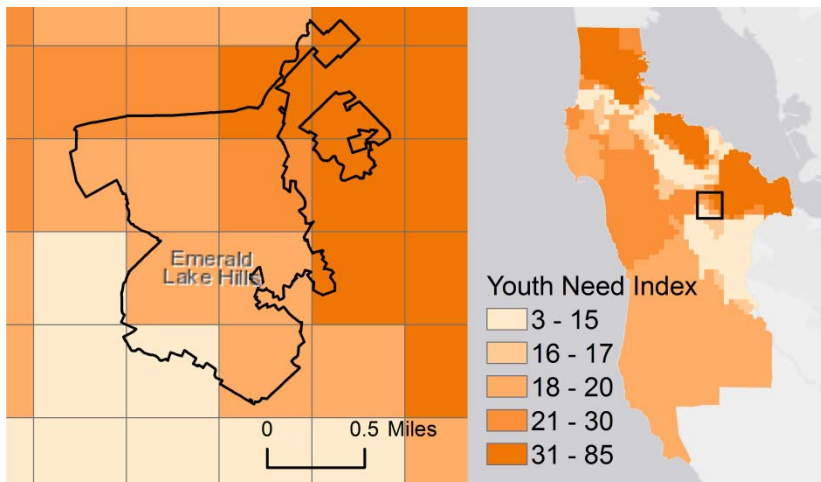 Emerald
Lake Hills
0 0.5 Miles
Youth Need Index
3 - 15
16 - 17
18 - 20
21 - 30
31 - 85